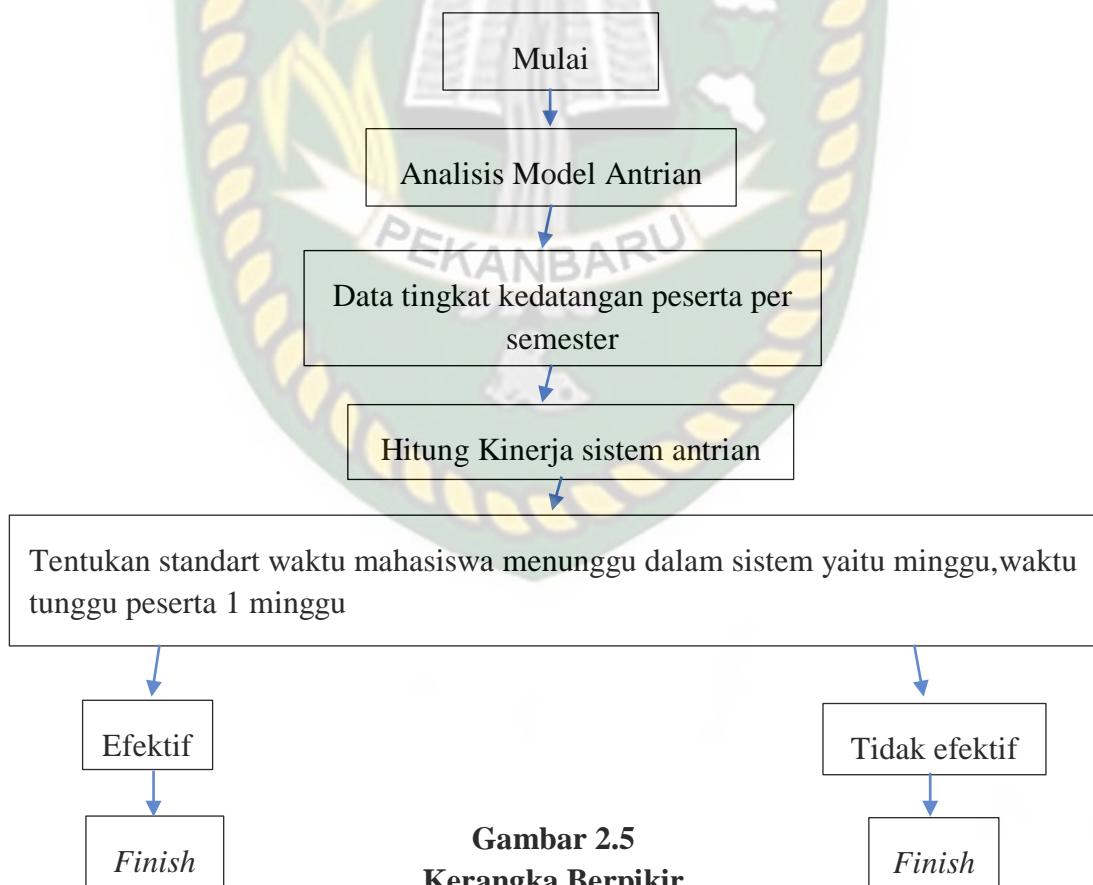 Mulai
Analisis Model Antrian
PEKANBARU
Data tingkat kedatangan peserta per
semester
Hitung Kinerja sistem antrian
Tentukan standart waktu mahasiswa menunggu dalam sistem yaitu minggu,waktu
tunggu peserta 1 minggu
Efektif
Tidak efektif
Finish
Finish
Gambar 2.5
Kerangka Berpikir